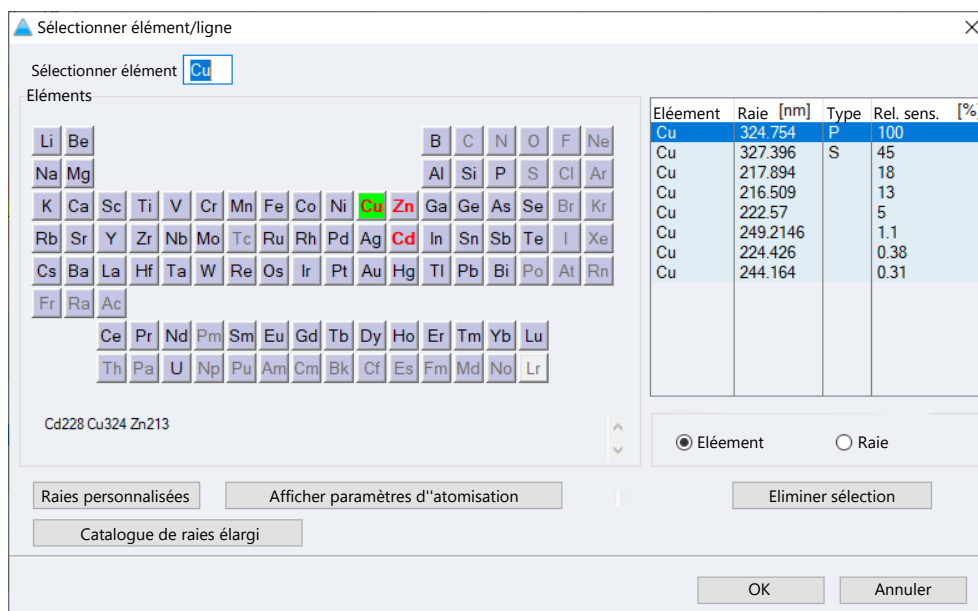 Sélectionner élément/ligne
Sélectionner élément Cu
Eléments
Li Be B C N O F Ne
Na Mg Al Si P S Cl Ar
K Ca Sc Ti V Cr Mn Fe Co Ni Cu Zn Ga Ge As Se Br Kr
Rb Sr Y Zr Nb Mo Tc Ru Rh Pd Ag Cd In Sn Sb Te I Xe
Cs Ba La Hf Ta W Re Os Ir Pt Au Hg Tl Pb Bi Po At Rn
Fr Ra Ac
Ce Pr Nd Pm Sm Eu Gd Tb Dy Ho Er Tm Yb Lu
Th Pa U Np Pu Am Cm Bk Cf Es Fm Md No Lr
Cd228 Cu324 Zn213
Eléement Raie [nm] Type Rel. sens. [%]
Cu 324.754 P 100
Cu 327.396 S 45
Cu 217.894 18
Cu 216.509 13
Cu 222.57 5
Cu 249.2146 1.1
Cu 224.426 0.38
Cu 244.164 0.31
Eléement Raie
Raies personnalisées Afficher paramètres d''atomisation Eliminer sélection
Catalogue de raies élargi
OK Annuler